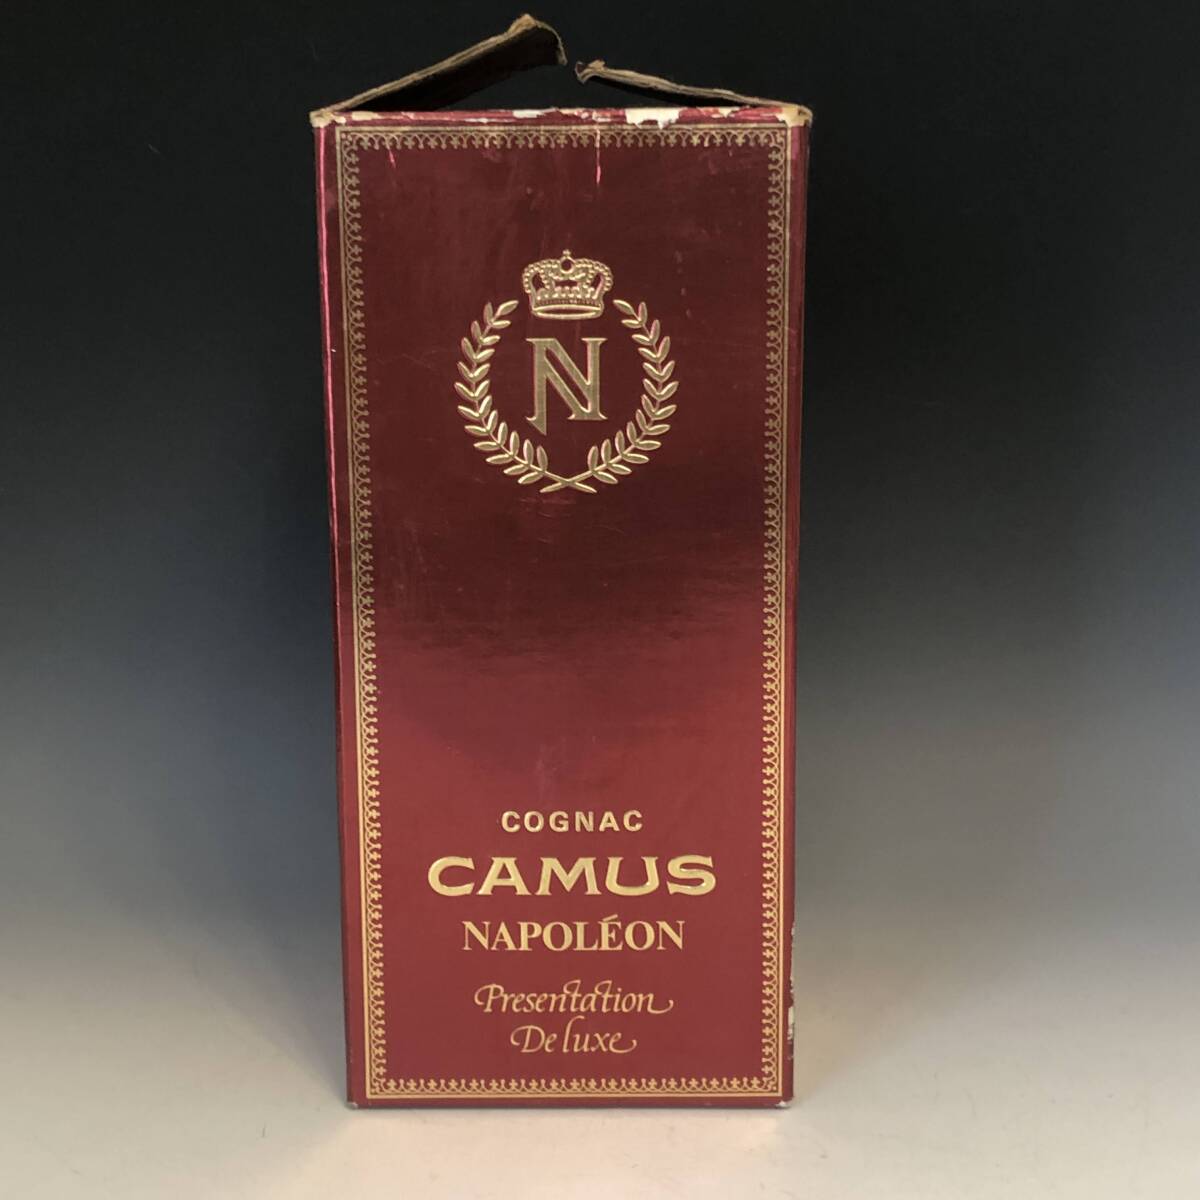 N
COGNAC
CAMUS
NAPOLÉON
Presentation
De luxe